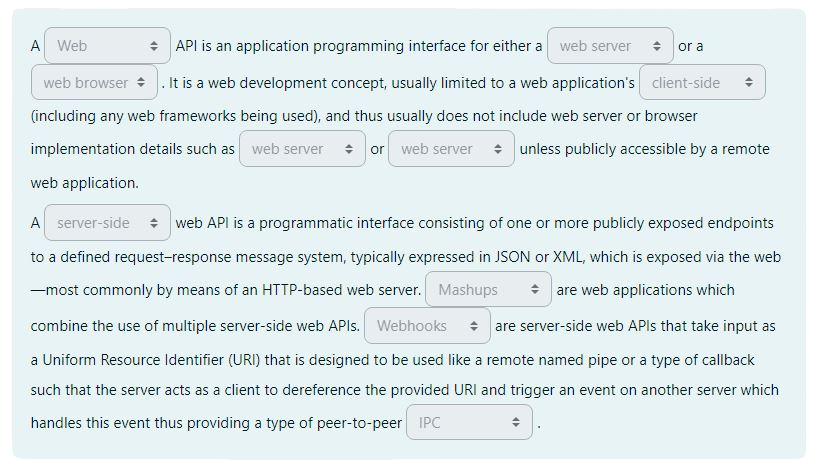 A Web API is an application programming interface for either a web server or a
web browser . It is a web development concept, usually limited to a web application's client-side
(including any web frameworks being used), and thus usually does not include web server or browser
implementation details such as web server or web server unless publicly accessible by a remote
web application.
A server-side web API is a programmatic interface consisting of one or more publicly exposed endpoints
to a defined request–response message system, typically expressed in JSON or XML, which is exposed via the web
—most commonly by means of an HTTP-based web server. Mashups are web applications which
combine the use of multiple server-side web APIs. Webhooks are server-side web APIs that take input as
a Uniform Resource Identifier (URI) that is designed to be used like a remote named pipe or a type of callback
such that the server acts as a client to dereference the provided URI and trigger an event on another server which
handles this event thus providing a type of peer-to-peer IPC .